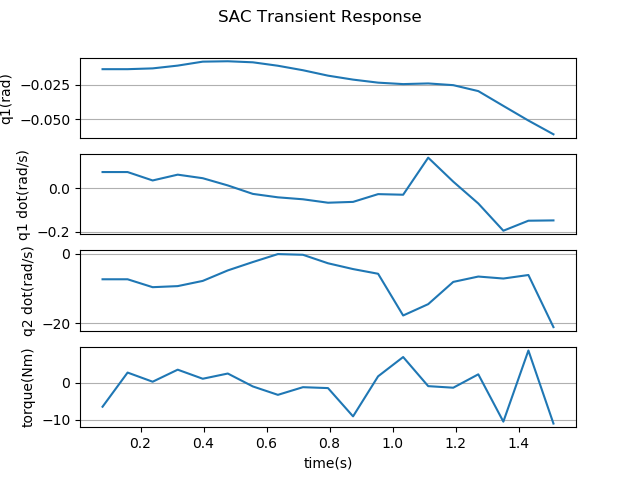 SAC Transient Response
q1(rad)
−0.025
−0.050
q1 dot(rad/s)
0.0
−0.2
q2 dot(rad/s)
0
−20
torque(Nm)
0
−10
0.2 0.4 0.6 0.8 1.0 1.2 1.4
time(s)